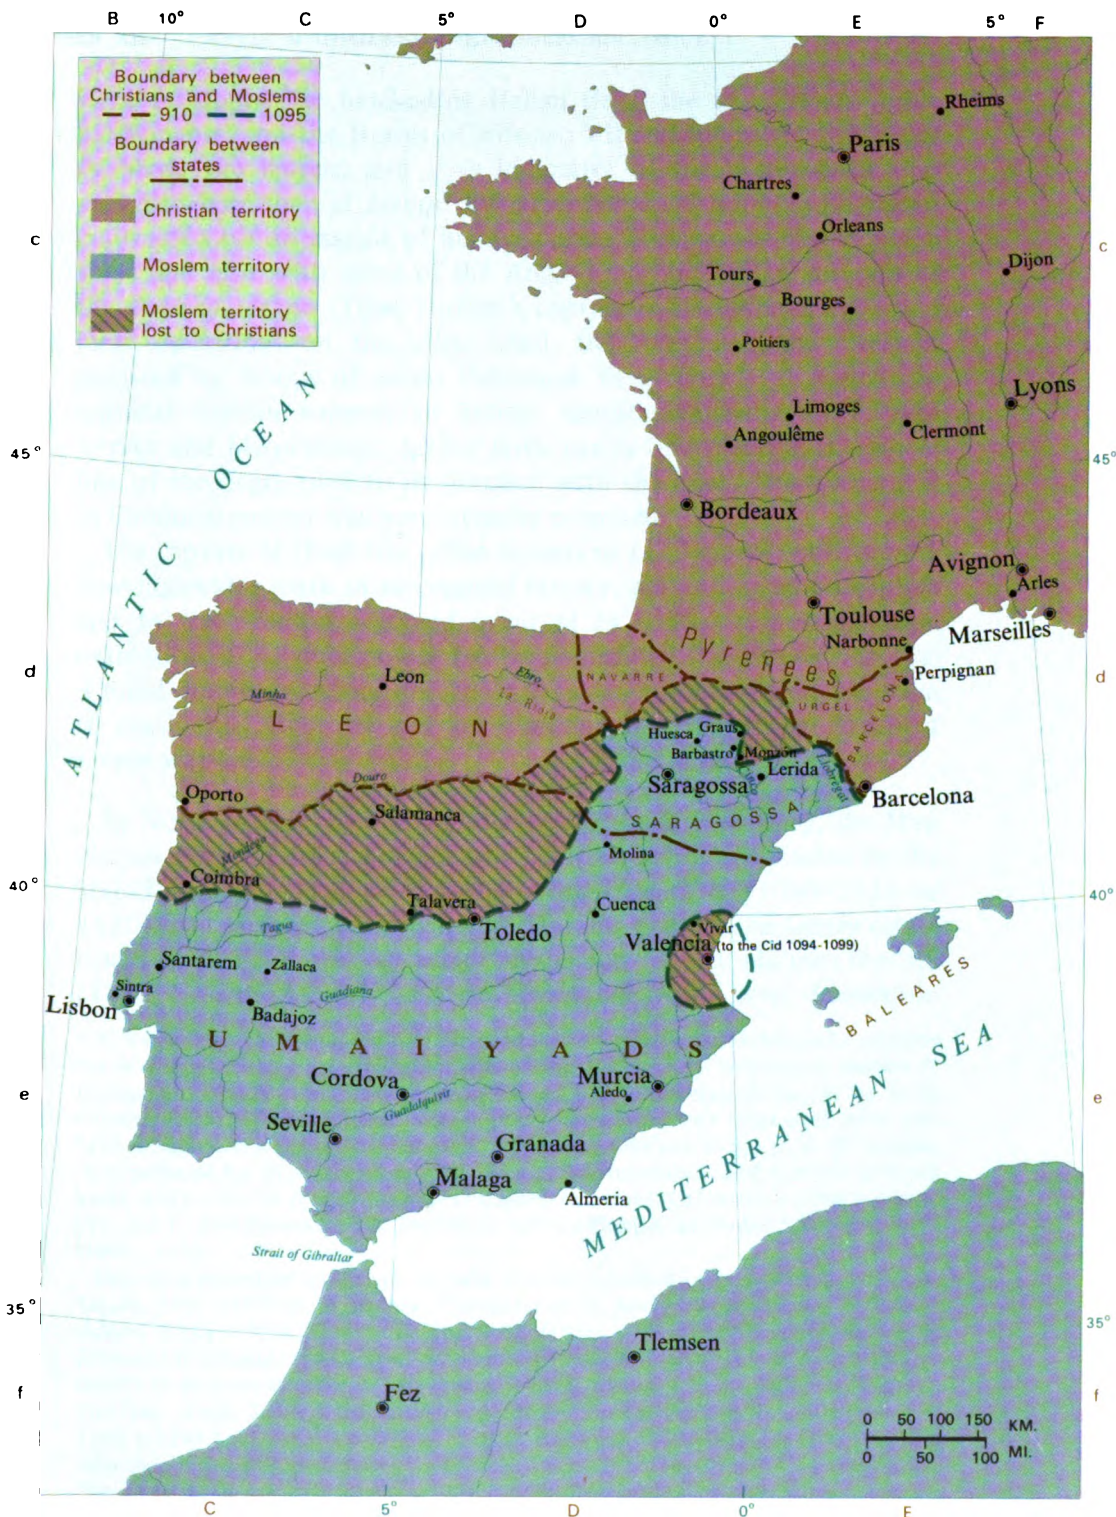 B 10° C 5° D 0° E 5° F
Boundary between
Christians and Moslems
910 1095
Boundary between
states
Christian territory
Moslem territory
Moslem territory
lost to Christians
Rheims
Paris
Chartres
Orleans
c
c
Dijon
Tours
Bourges
Poitiers
Lyons
Limoges
Angoulême
Clermont
45°
45°
ATLANTIC OCEAN
Bordeaux
Avignon
Arles
Toulouse
Marseilles
Narbonne
Pyrenees
Perpignan
d
d
Leon
Ebro
La Rioja
NAVARRE
URGEL
BARCELONA
Minho
LEON
Huesca
Graus
Barbastro
Monzón
Cinca
Lerida
Llobregat
Saragossa
Barcelona
SARAGOSSA
Douro
Oporto
Salamanca
Molina
Mondego
Coimbra
40°
40°
Talavera
Cuenca
Toledo
Tagus
Vivar
Valencia (to the Cid 1094-1099)
Santarem
Zallaca
Sintra
Lisbon
Guadiana
Badajoz
BALEARES
UMAIYADS
Cordova
Murcia
Aledo
Guadalquivir
e
e
Seville
Granada
Malaga
Almeria
MEDITERRANEAN SEA
Strait of Gibraltar
35°
35°
Tlemsen
Fez
f
f
0 50 100 150 KM.
0 50 100 MI.
C 5° D 0° E